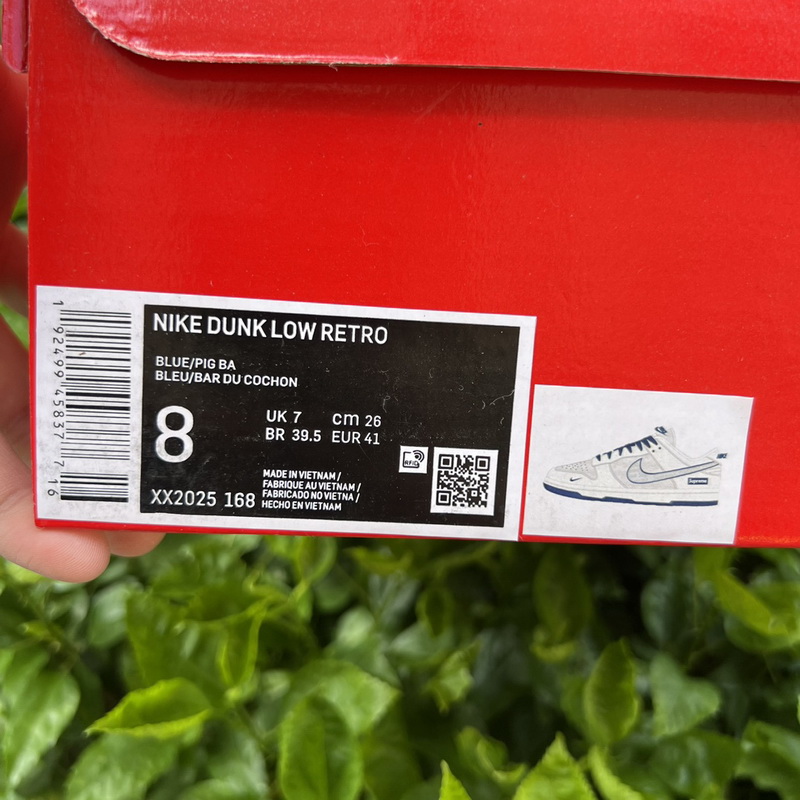 1 92499 45837 7 16
NIKE DUNK LOW RETRO
BLUE/PIG BA
BLEU/BAR DU COCHON
8
UK 7 cm 26
BR 39.5 EUR 41
RFID
XX2025 168
MADE IN VIETNAM /
FABRIQUE AU VIETNAM /
FABRICADO NO VIETNA /
HECHO EN VIETNAM
Supreme